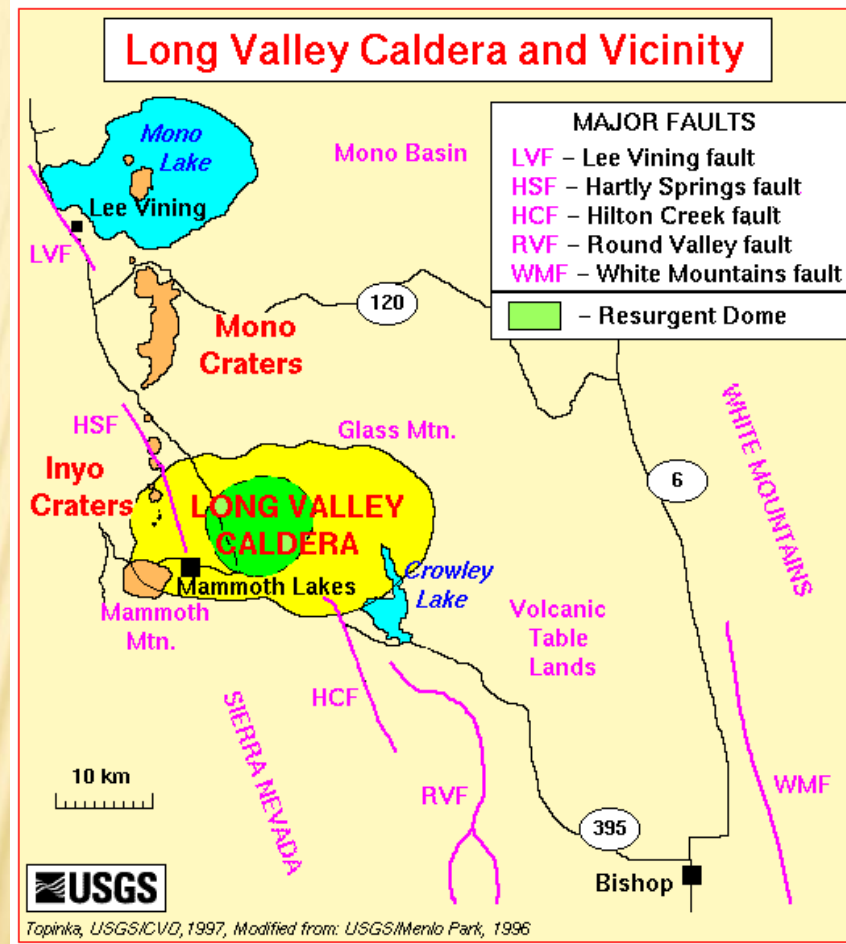 Long Valley Caldera and Vicinity
Mono
Lake
Lee Vining
LVF
Mono Basin
MAJOR FAULTS
LVF – Lee Vining fault
HSF – Hartly Springs fault
HCF – Hilton Creek fault
RVF – Round Valley fault
WMF – White Mountains fault
– Resurgent Dome
120
Mono
Craters
HSF
Glass Mtn.
Inyo
Craters
LONG VALLEY
CALDERA
6
WHITE MOUNTAINS
Mammoth Lakes
Crowley
Lake
Mammoth
Mtn.
Volcanic
Table
Lands
HCF
SIERRA NEVADA
10 km
RVF
WMF
395
Bishop
USGS
Topinka, USGS/CVO, 1997, Modified from: USGS/Menlo Park, 1996